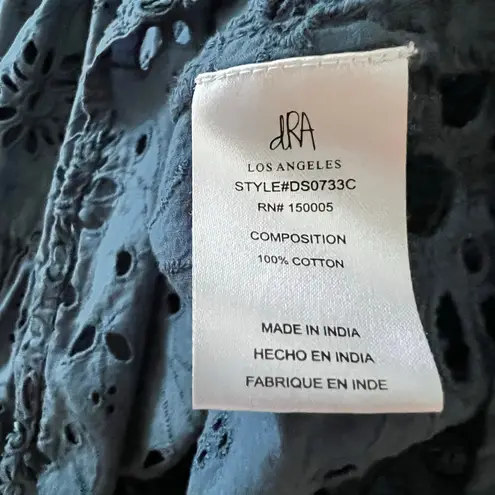 dRA
LOS ANGELES
STYLE#DS0733C
RN# 150005
COMPOSITION
100% COTTON
MADE IN INDIA
HECHO EN INDIA
FABRIQUE EN INDE